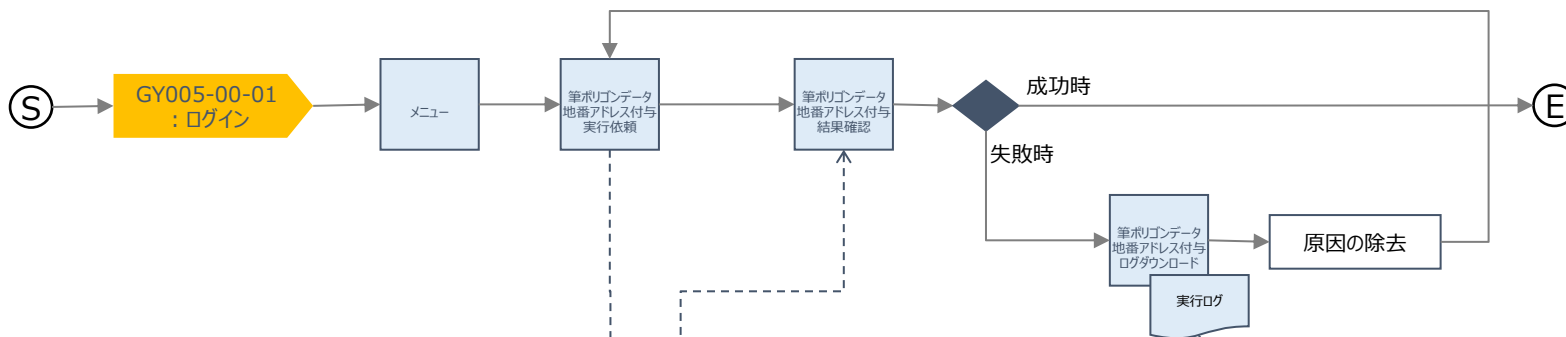 S
GY005-00-01
: ログイン
メニュー
筆ポリゴンデータ
地番アドレス付与
実行依頼
筆ポリゴンデータ
地番アドレス付与
結果確認
成功時
E
失敗時
筆ポリゴンデータ
地番アドレス付与
ログダウンロード
原因の除去
実行ログ